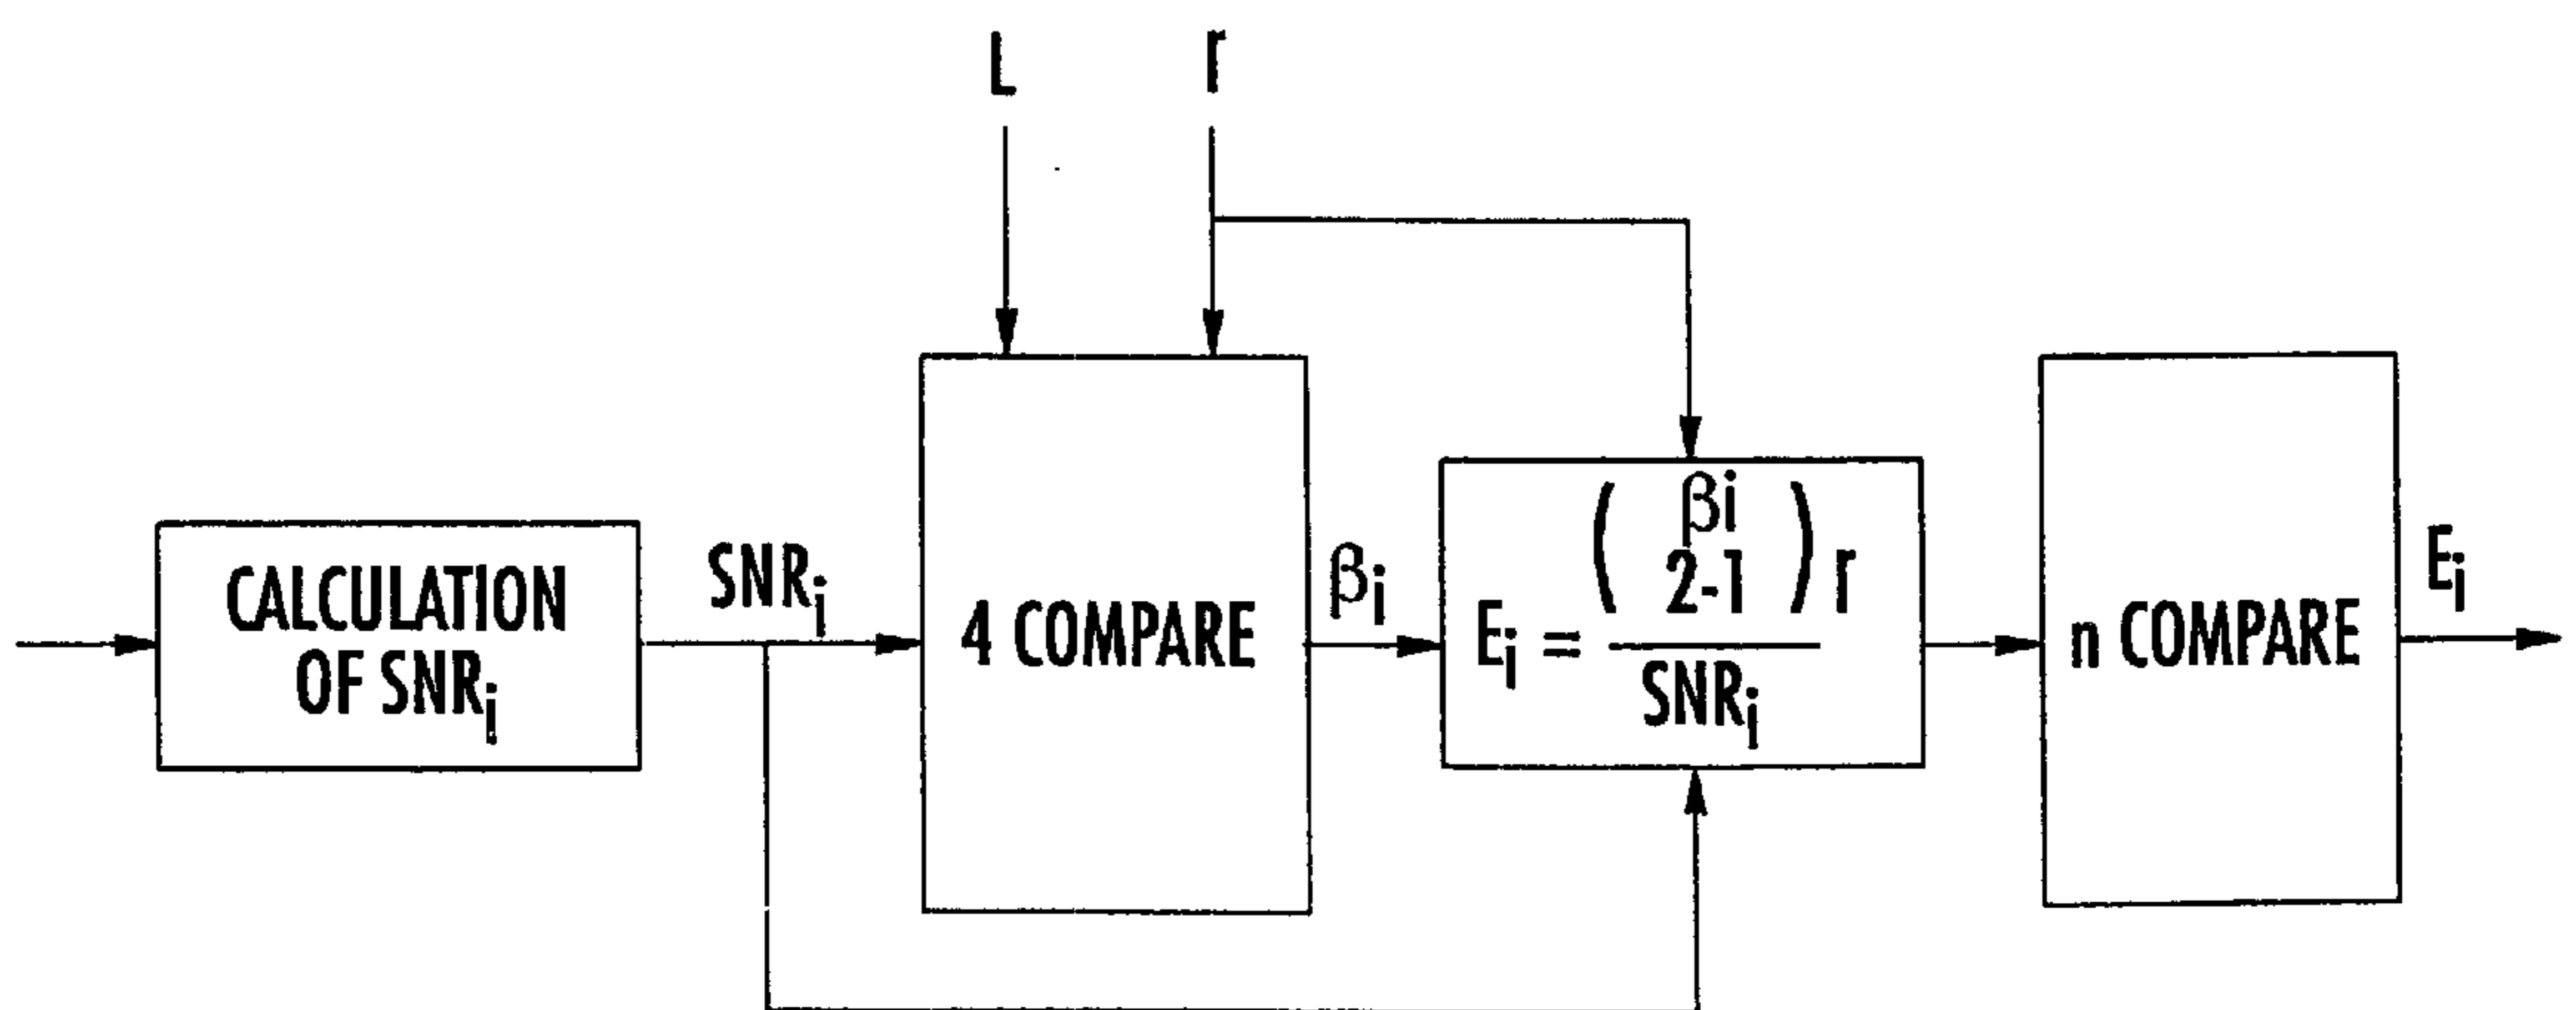 L
Γ
CALCULATION
OF SNRi
SNRi
4 COMPARE
βi
Ei = (βi 2-1) Γ / SNRi
n COMPARE
Ei